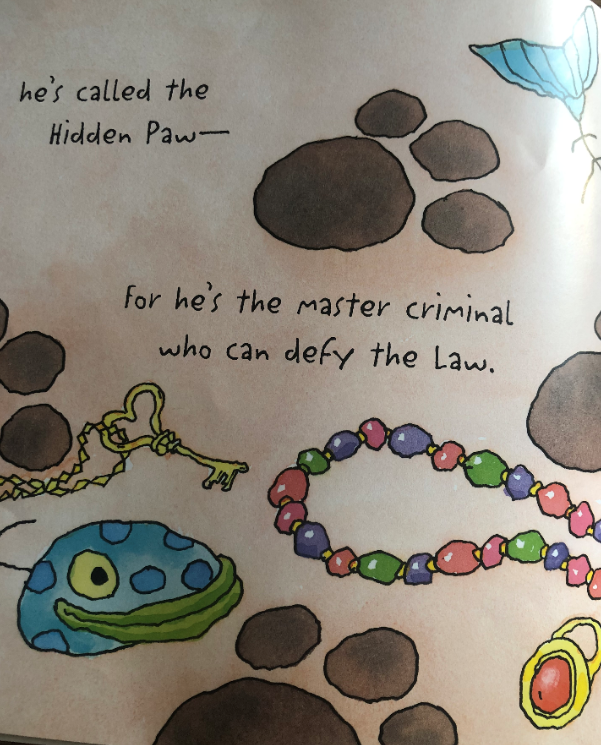 he's called the
Hidden Paw—
For he's the master criminal
who can defy the Law.